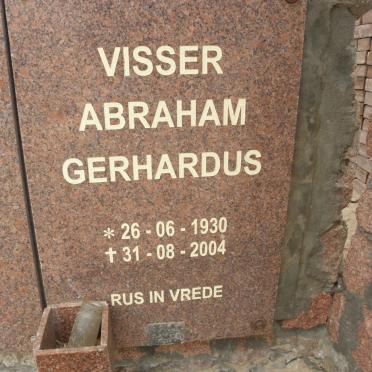 VISSER
ABRAHAM
GERHARDUS
* 26 - 06 - 1930
† 31 - 08 - 2004
RUS IN VREDE